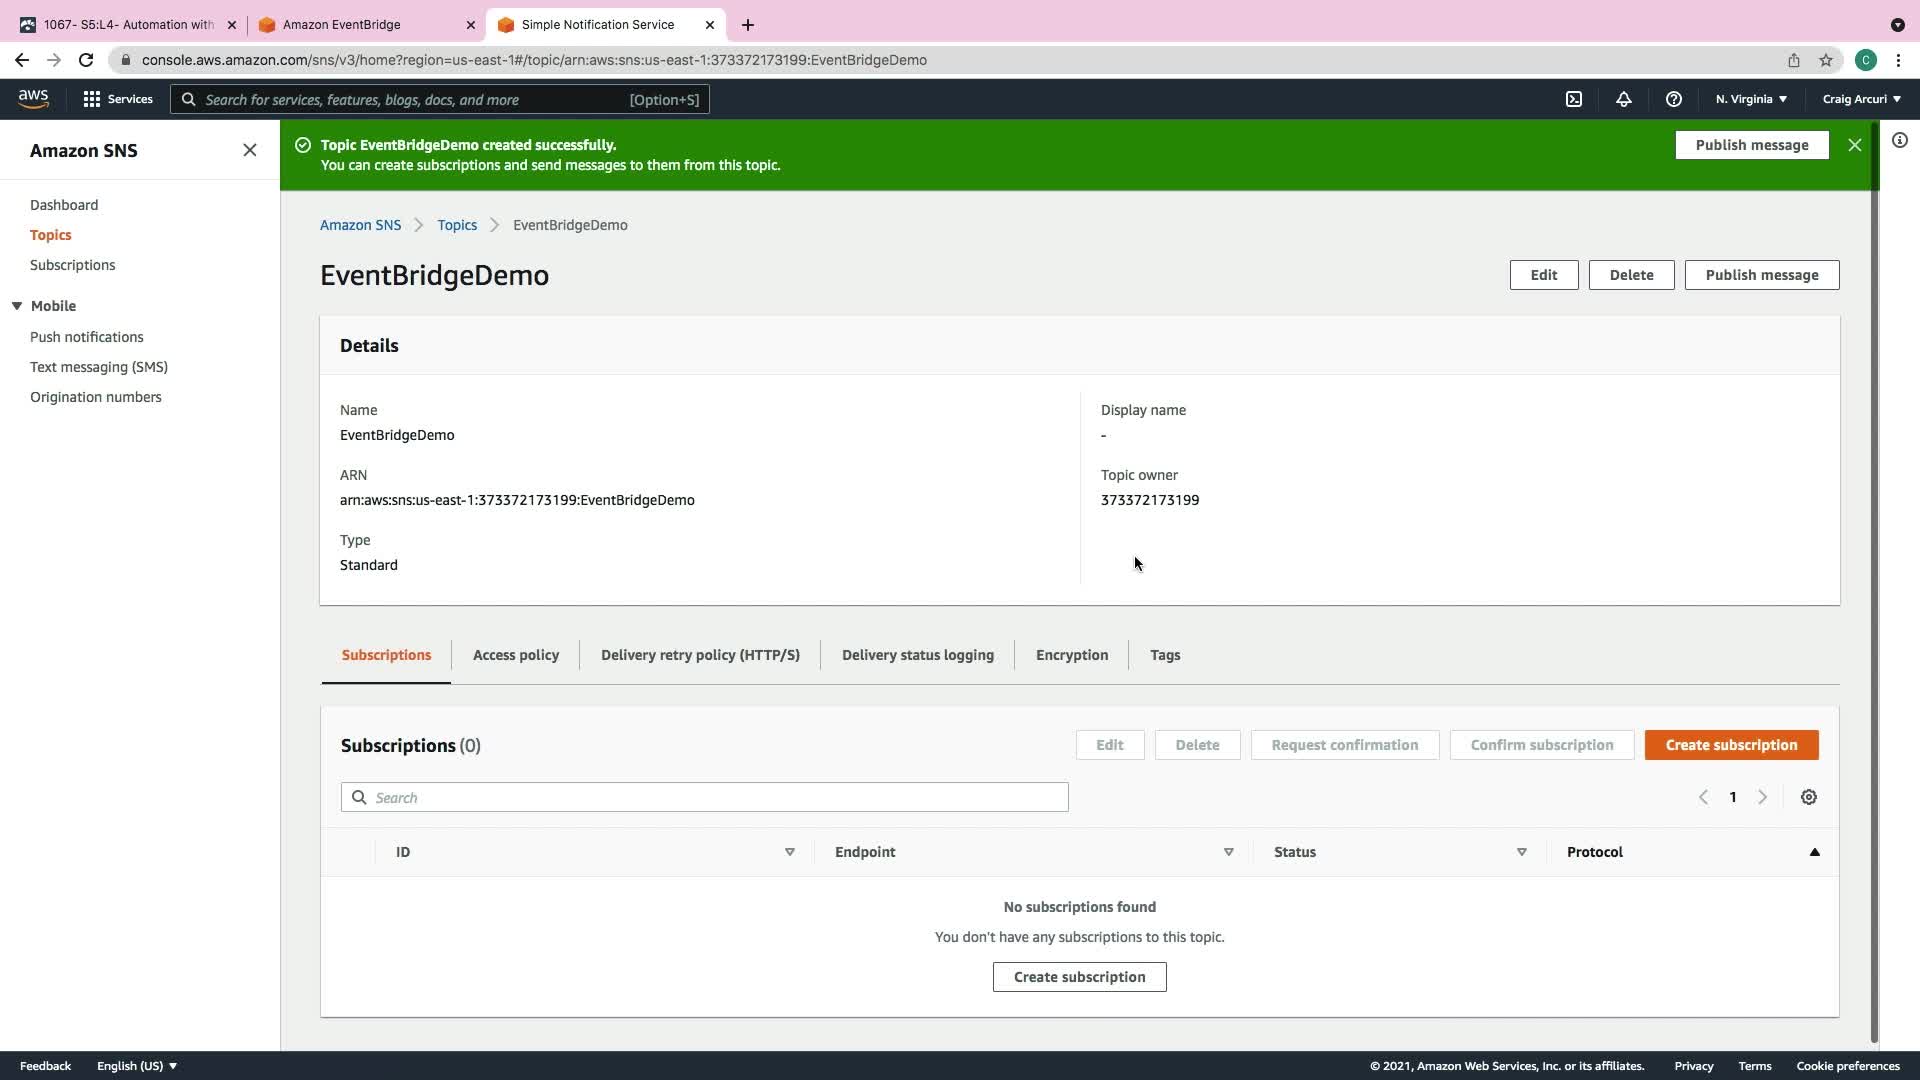 1067- S5:L4- Automation with
Amazon EventBridge
Simple Notification Service
console.aws.amazon.com/sns/v3/home?region=us-east-1#/topic/arn:aws:sns:us-east-1:373372173199:EventBridgeDemo
C
aws
Services
Search for services, features, blogs, docs, and more
[Option+S]
N. Virginia
Craig Arcuri
Amazon SNS
Dashboard
Topics
Subscriptions
Mobile
Push notifications
Text messaging (SMS)
Origination numbers
Topic EventBridgeDemo created successfully.
You can create subscriptions and send messages to them from this topic.
Publish message
Amazon SNS
Topics
EventBridgeDemo
EventBridgeDemo
Edit
Delete
Publish message
Details
Name
EventBridgeDemo
ARN
arn:aws:sns:us-east-1:373372173199:EventBridgeDemo
Type
Standard
Display name
-
Topic owner
373372173199
Subscriptions
Access policy
Delivery retry policy (HTTP/S)
Delivery status logging
Encryption
Tags
Subscriptions (0)
Edit
Delete
Request confirmation
Confirm subscription
Create subscription
Search
1
ID
Endpoint
Status
Protocol
No subscriptions found
You don't have any subscriptions to this topic.
Create subscription
Feedback
English (US)
© 2021, Amazon Web Services, Inc. or its affiliates.
Privacy
Terms
Cookie preferences